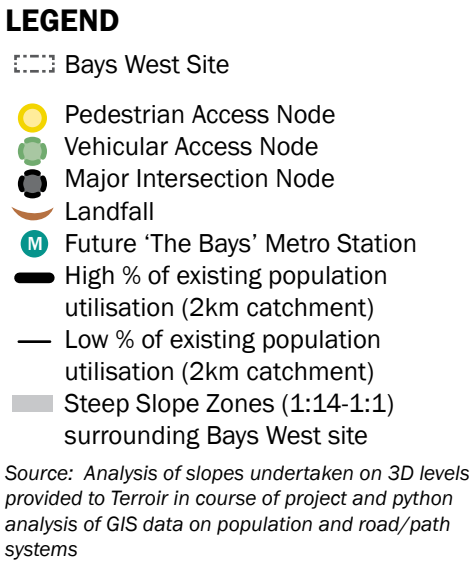 LEGEND
Bays West Site
Pedestrian Access Node
Vehicular Access Node
Major Intersection Node
Landfall
M Future ‘The Bays’ Metro Station
High % of existing population
utilisation (2km catchment)
Low % of existing population
utilisation (2km catchment)
Steep Slope Zones (1:14-1:1)
surrounding Bays West site
Source: Analysis of slopes undertaken on 3D levels
provided to Terroir in course of project and python
analysis of GIS data on population and road/path
systems